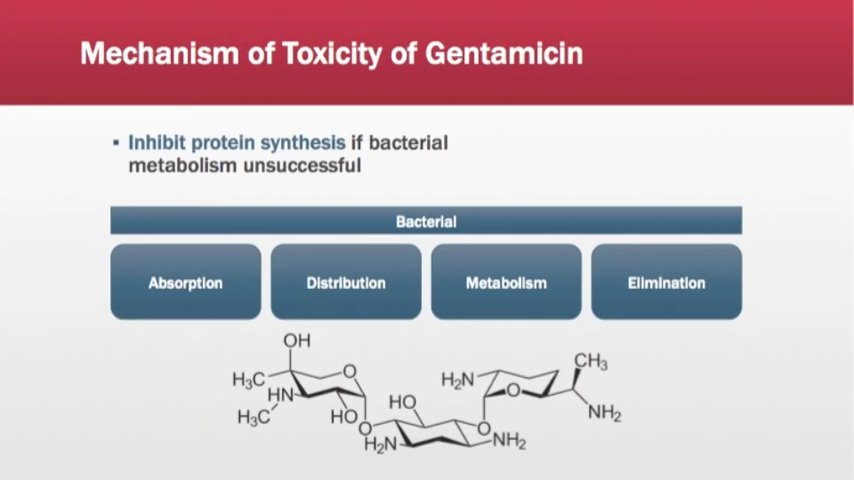 Mechanism of Toxicity of Gentamicin
▪ Inhibit protein synthesis if bacterial
metabolism unsuccessful
Bacterial
Absorption
Distribution
Metabolism
Elimination
OH
H₃C
O
HN
H₃C
HO
O
HO
H₂N
NH₂
O
H₂N
O
CH₃
NH₂